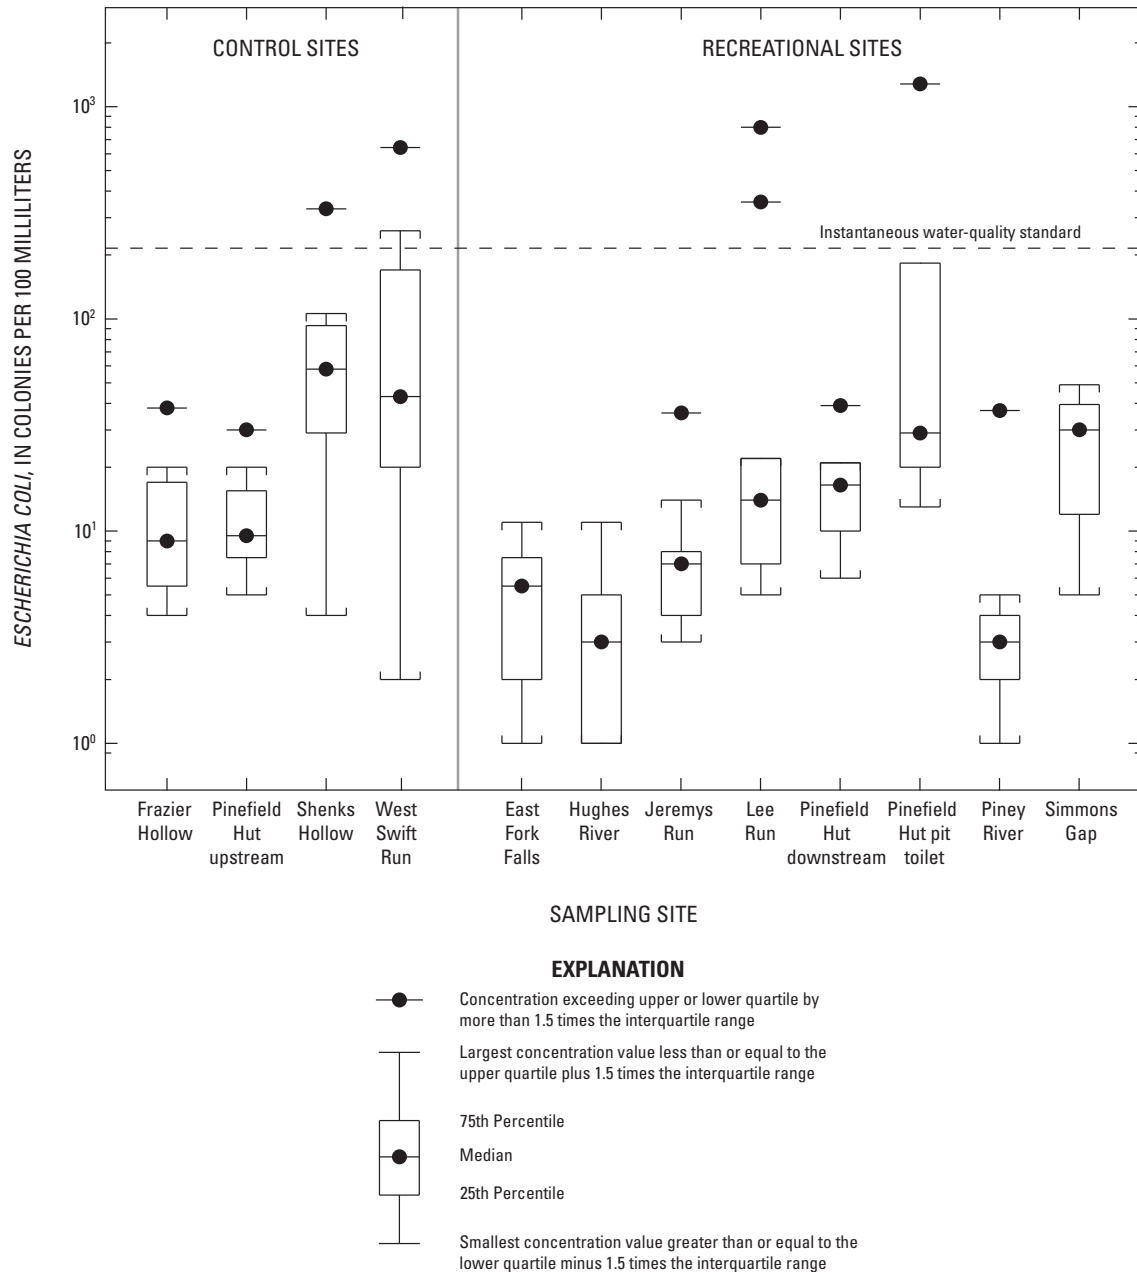 CONTROL SITES
RECREATIONAL SITES
ESCHERICHIA COLI, IN COLONIES PER 100 MILLILITERS
10³
10²
10¹
10⁰
Instantaneous water-quality standard
Frazier
Hollow
Pinefield
Hut
upstream
Shenks
Hollow
West
Swift
Run
East
Fork
Falls
Hughes
River
Jeremys
Run
Lee
Run
Pinefield
Hut
downstream
Pinefield
Hut pit
toilet
Piney
River
Simmons
Gap
SAMPLING SITE
EXPLANATION
Concentration exceeding upper or lower quartile by
more than 1.5 times the interquartile range
Largest concentration value less than or equal to the
upper quartile plus 1.5 times the interquartile range
75th Percentile
Median
25th Percentile
Smallest concentration value greater than or equal to the
lower quartile minus 1.5 times the interquartile range